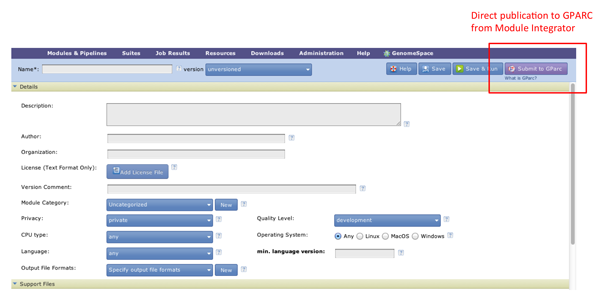 Direct publication to GPARC
from Module Integrator
Modules & Pipelines Suites Job Results Resources Downloads Administration Help GenomeSpace
Name*: ? version unversioned Help Save Save & Run Submit to GParc
What is GParc?
Details
Description:
?
Author: ?
Organization:
License (Text Format Only): Add License File ?
Version Comment: ?
Module Category: Uncategorized New ?
Privacy: private ? Quality Level: development ?
CPU type: any ? Operating System: Any Linux MacOS Windows ?
Language: any ? min. language version: ?
Output File Formats: Specify output file formats New ?
Support Files